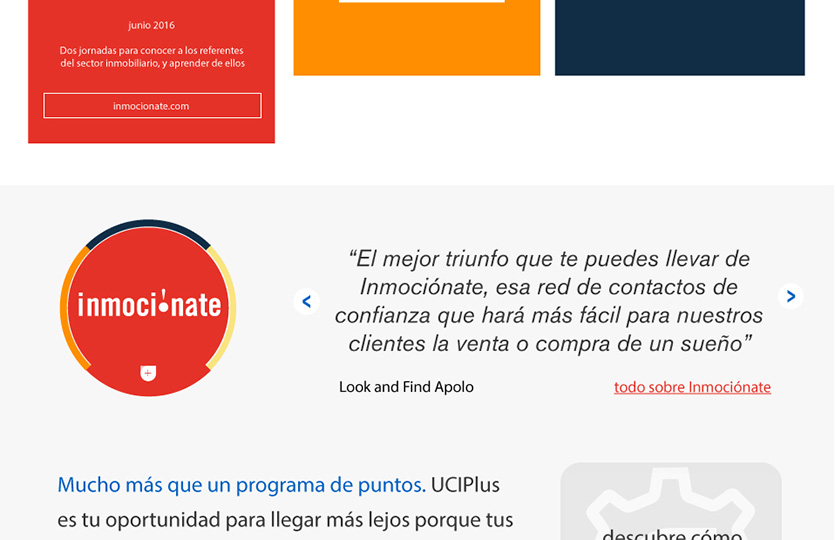 junio 2016
Dos jornadas para conocer a los referentes
del sector inmobiliario, y aprender de ellos
inmocionate.com
inmoci!nate
“El mejor triunfo que te puedes llevar de
Inmociónate, esa red de contactos de
confianza que hará más fácil para nuestros
clientes la venta o compra de un sueño”
Look and Find Apolo
todo sobre Inmociónate
Mucho más que un programa de puntos. UCIPlus
es tu oportunidad para llegar más lejos porque tus
descubre cómo